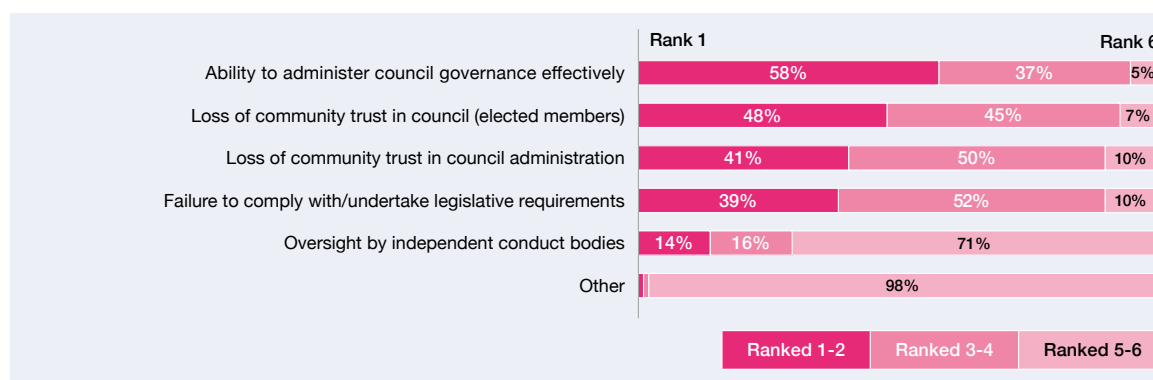 Rank 1 Rank 6
Ability to administer council governance effectively 58% 37% 5%
Loss of community trust in council (elected members) 48% 45% 7%
Loss of community trust in council administration 41% 50% 10%
Failure to comply with/undertake legislative requirements 39% 52% 10%
Oversight by independent conduct bodies 14% 16% 71%
Other 98%
Ranked 1-2 Ranked 3-4 Ranked 5-6